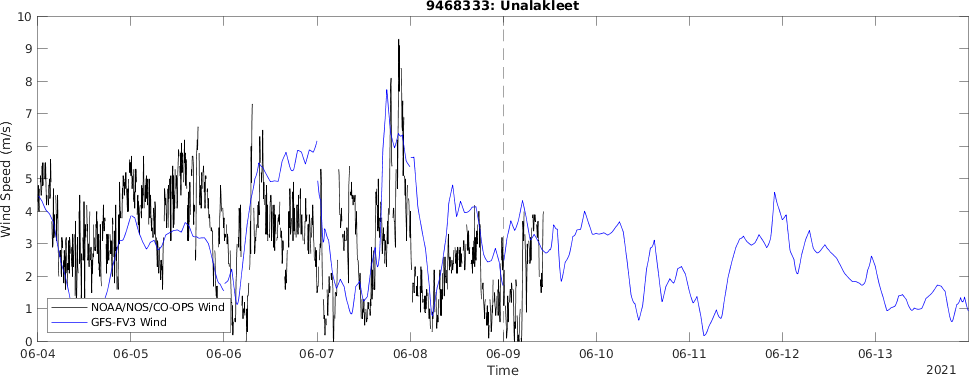 9468333: Unalakleet
10
9
8
7
6
5
4
3
2
1
0
Wind Speed (m/s)
NOAA/NOS/CO-OPS Wind
GFS-FV3 Wind
06-04 06-05 06-06 06-07 06-08 06-09 06-10 06-11 06-12 06-13
Time
2021